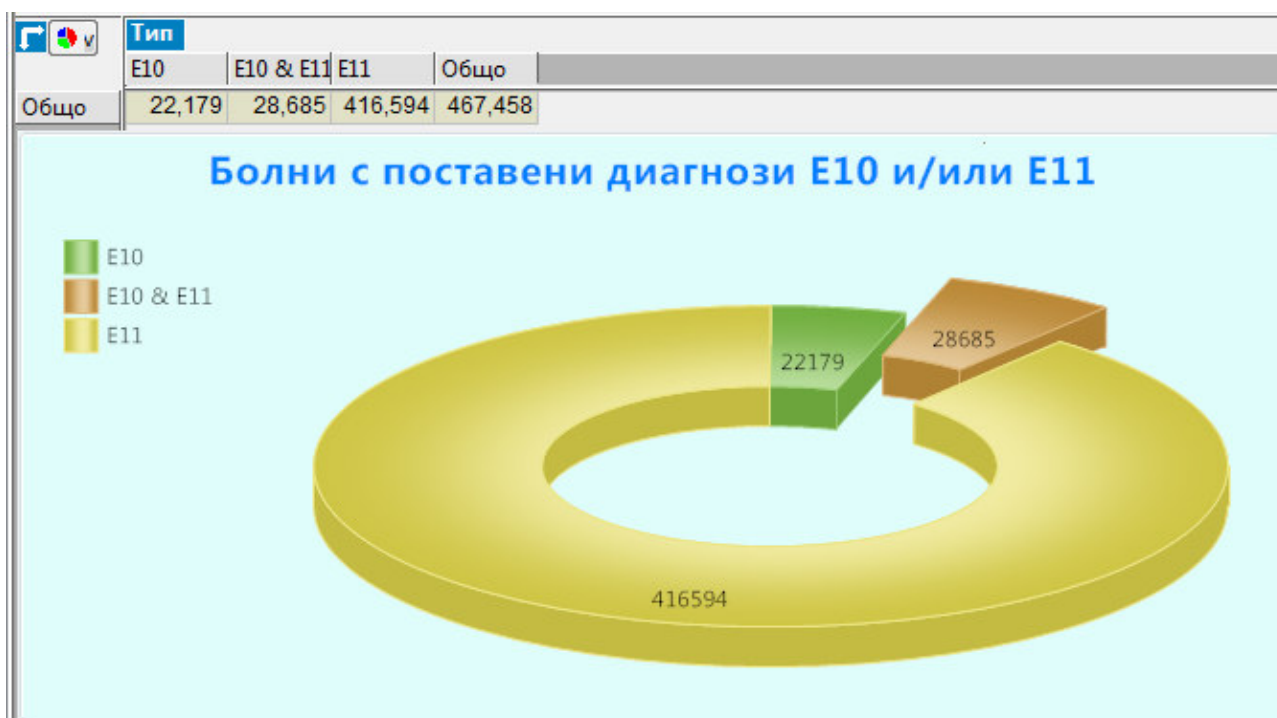 v
Тип
E10 E10 & E11 E11 Общо
Общо 22,179 28,685 416,594 467,458
Болни с поставени диагнози E10 и/или E11
E10
E10 & E11
E11
28685
22179
416594